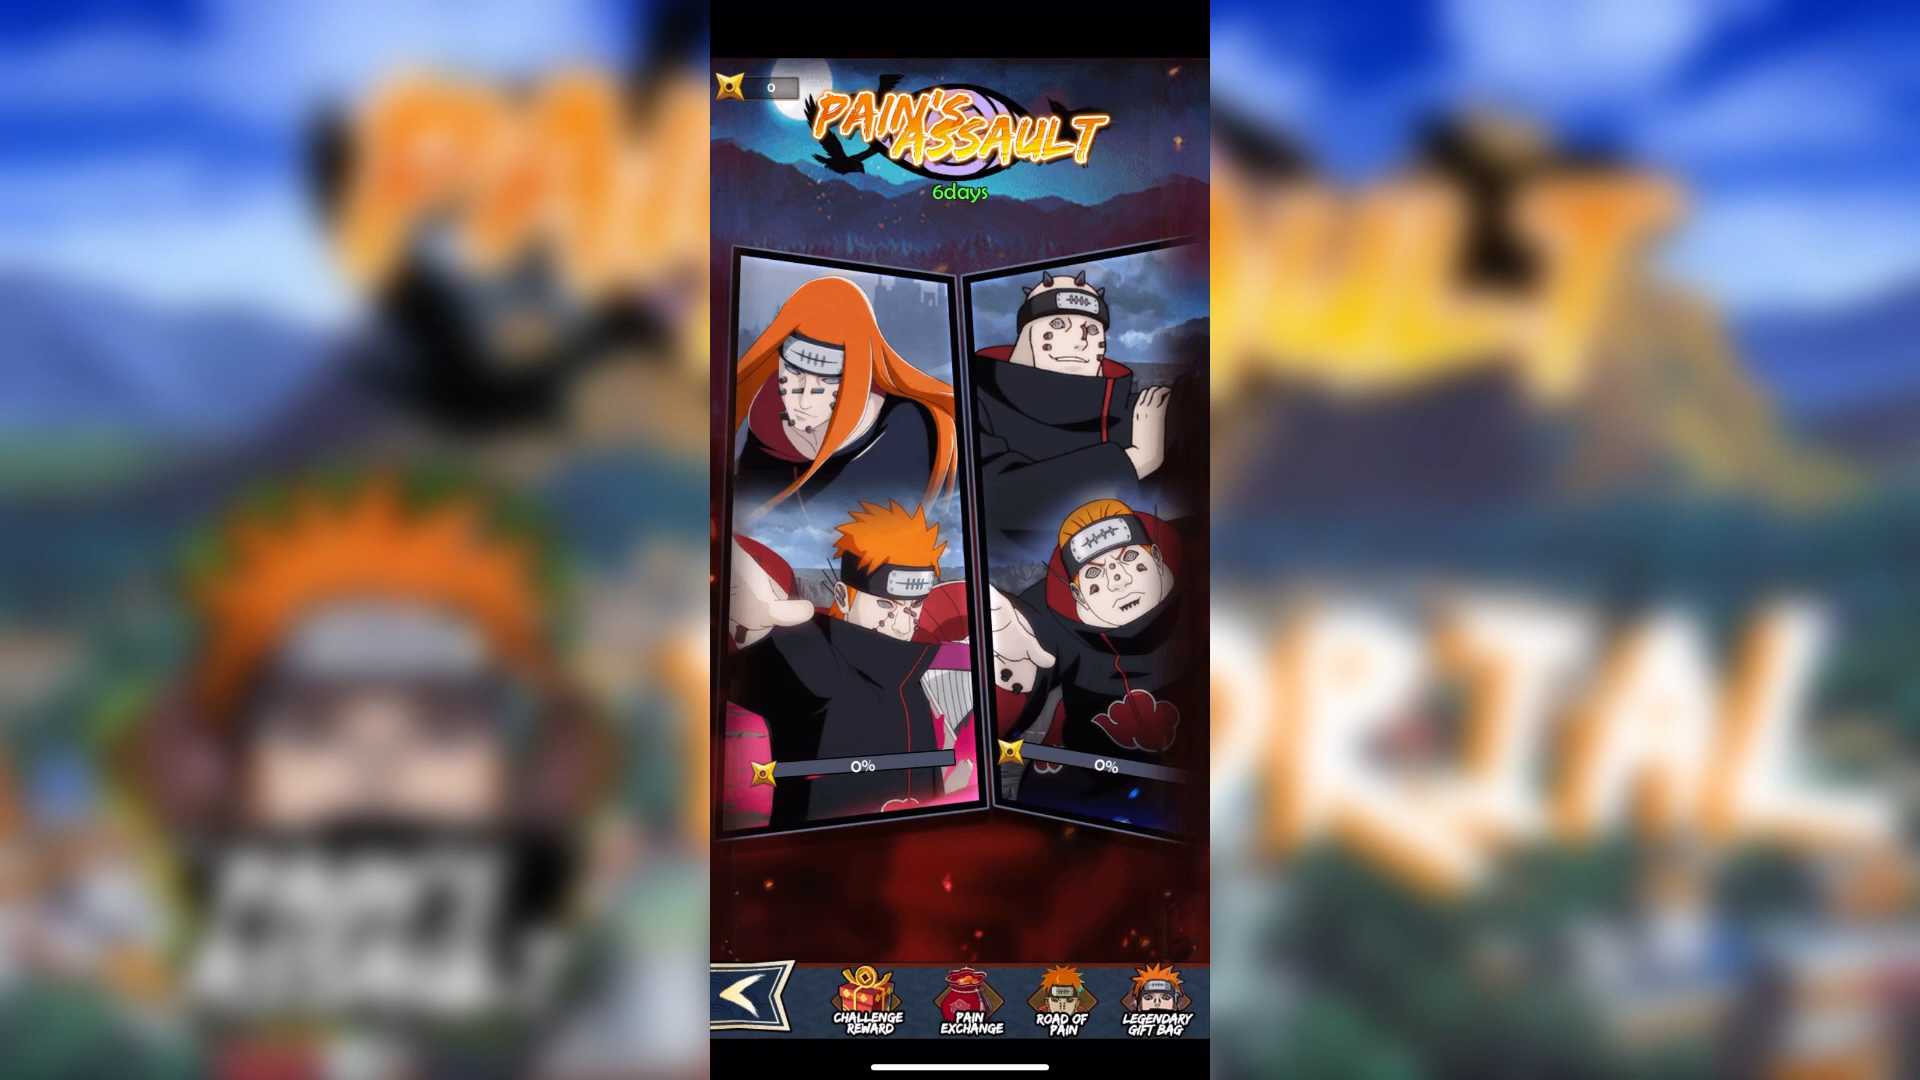 0
PAIN'S
ASSAULT
6days
0%
0%
CHALLENGE
REWARD
PAIN
EXCHANGE
ROAD OF
PAIN
LEGENDARY
GIFT BAG